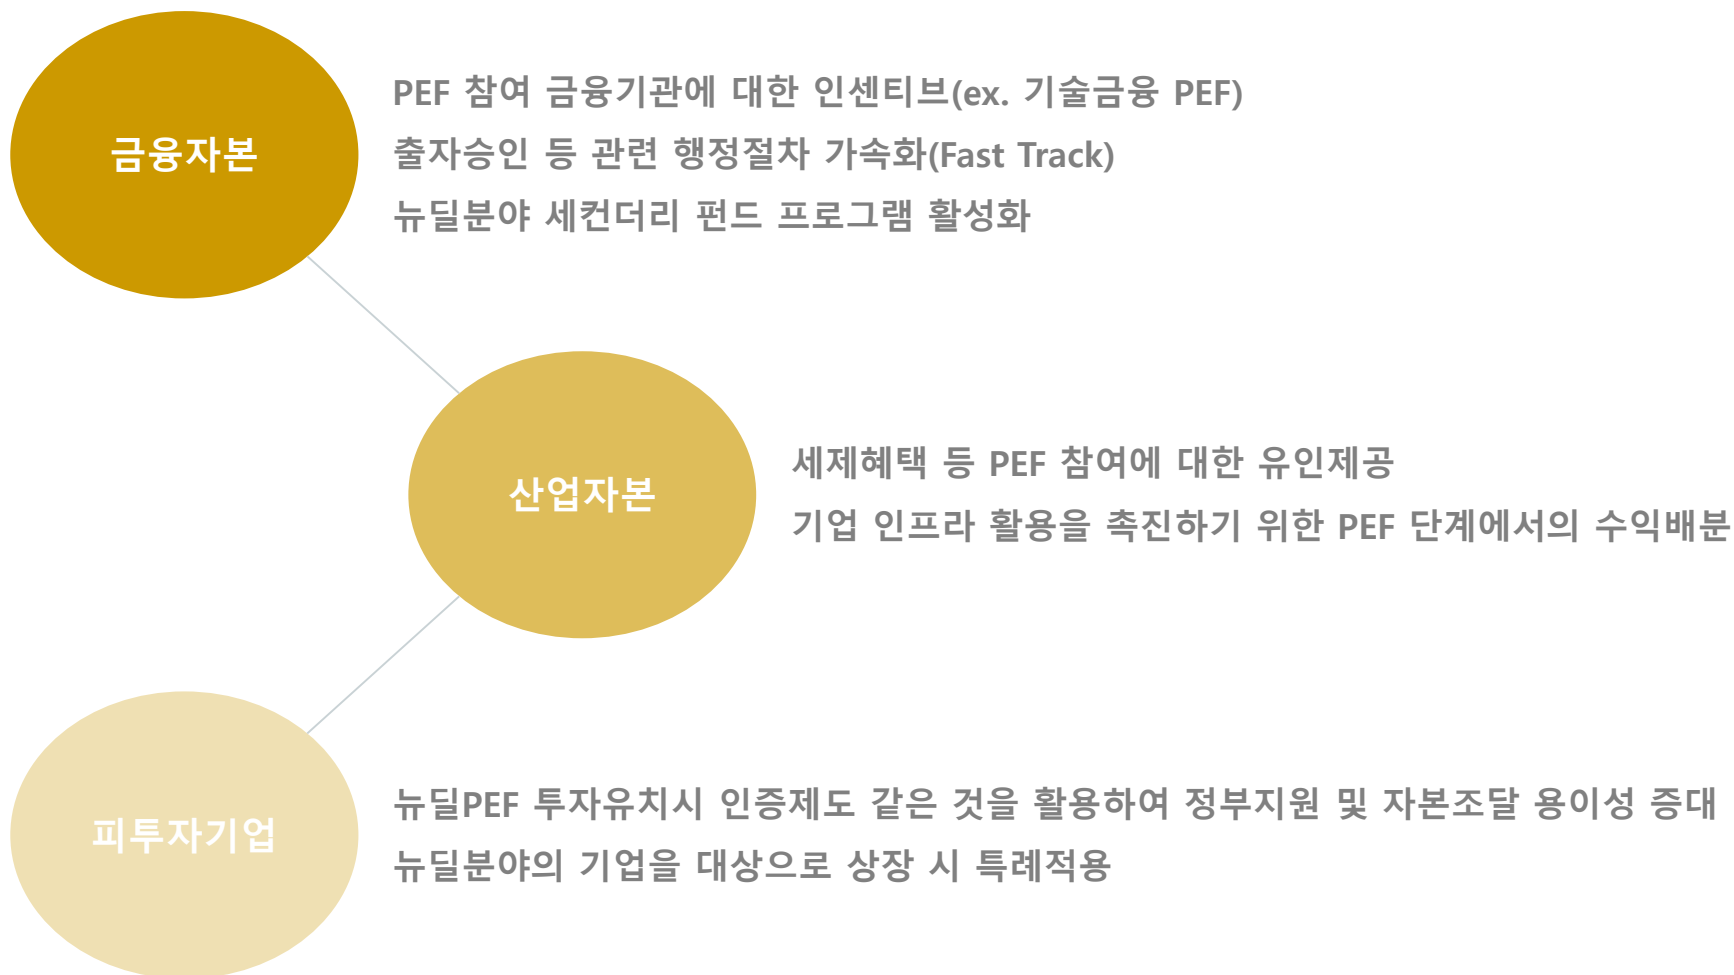 금융자본
PEF 참여 금융기관에 대한 인센티브(ex. 기술금융 PEF)
출자승인 등 관련 행정절차 가속화(Fast Track)
뉴딜분야 세컨더리 펀드 프로그램 활성화
산업자본
세제혜택 등 PEF 참여에 대한 유인제공
기업 인프라 활용을 촉진하기 위한 PEF 단계에서의 수익배분
피투자기업
뉴딜PEF 투자유치시 인증제도 같은 것을 활용하여 정부지원 및 자본조달 용이성 증대
뉴딜분야의 기업을 대상으로 상장 시 특례적용